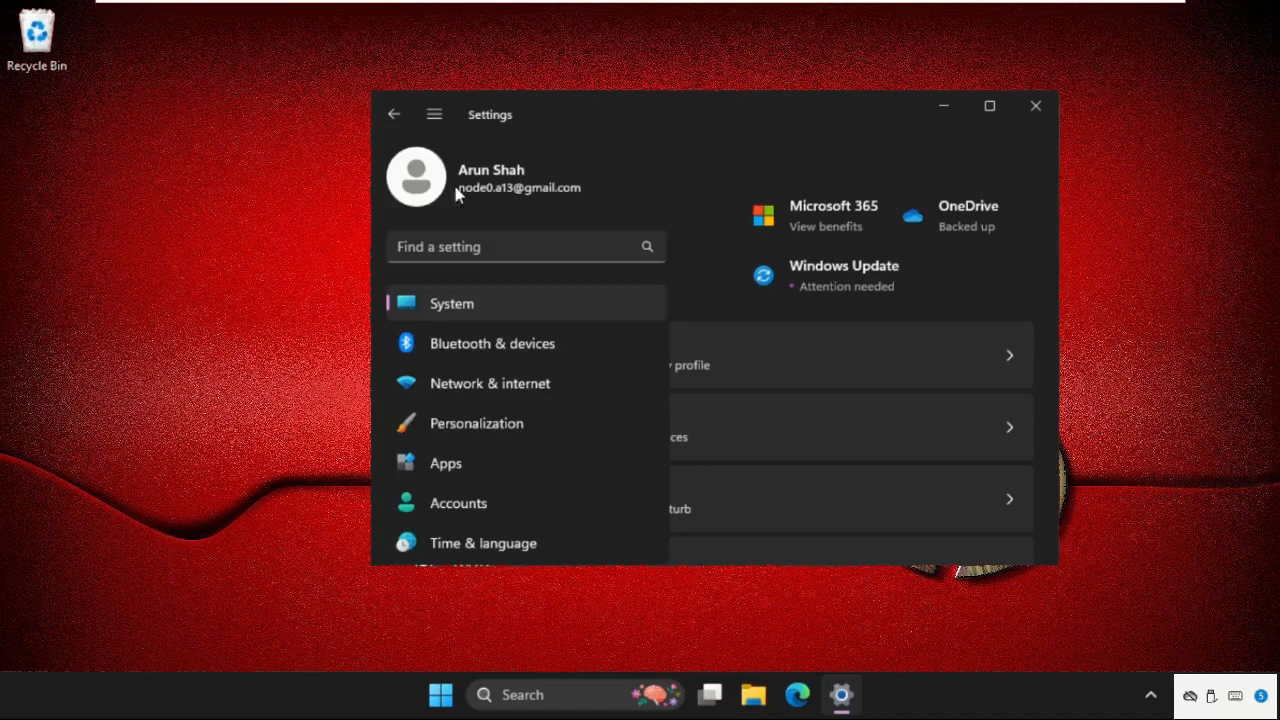 Recycle Bin
Settings
Arun Shah
node0.a13@gmail.com
Find a setting
System
Bluetooth & devices
Network & internet
Personalization
Apps
Accounts
Time & language
Microsoft 365
View benefits
OneDrive
Backed up
Windows Update
• Attention needed
profile
ces
turb
Search
5